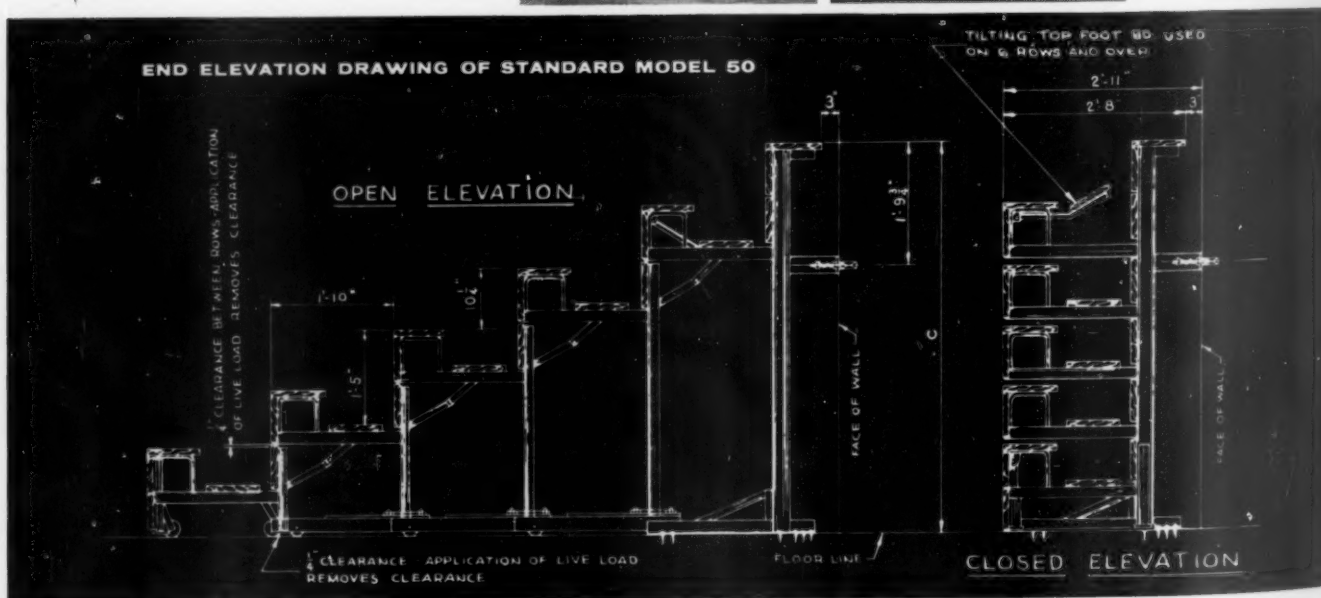 END ELEVATION DRAWING OF STANDARD MODEL 50
OPEN ELEVATION
1/4" CLEARANCE BETWEEN ROWS-APPLICATION
OF LIVE LOAD REMOVES CLEARANCE
1'-10"
1'-5"
10 1/4"
3"
1'-9 3/4"
C
FACE OF WALL
1/4" CLEARANCE APPLICATION OF LIVE LOAD
REMOVES CLEARANCE
FLOOR LINE
TILTING TOP FOOT BD USED
ON 6 ROWS AND OVER
2'-11"
2'-8"
3
FACE OF WALL
CLOSED ELEVATION